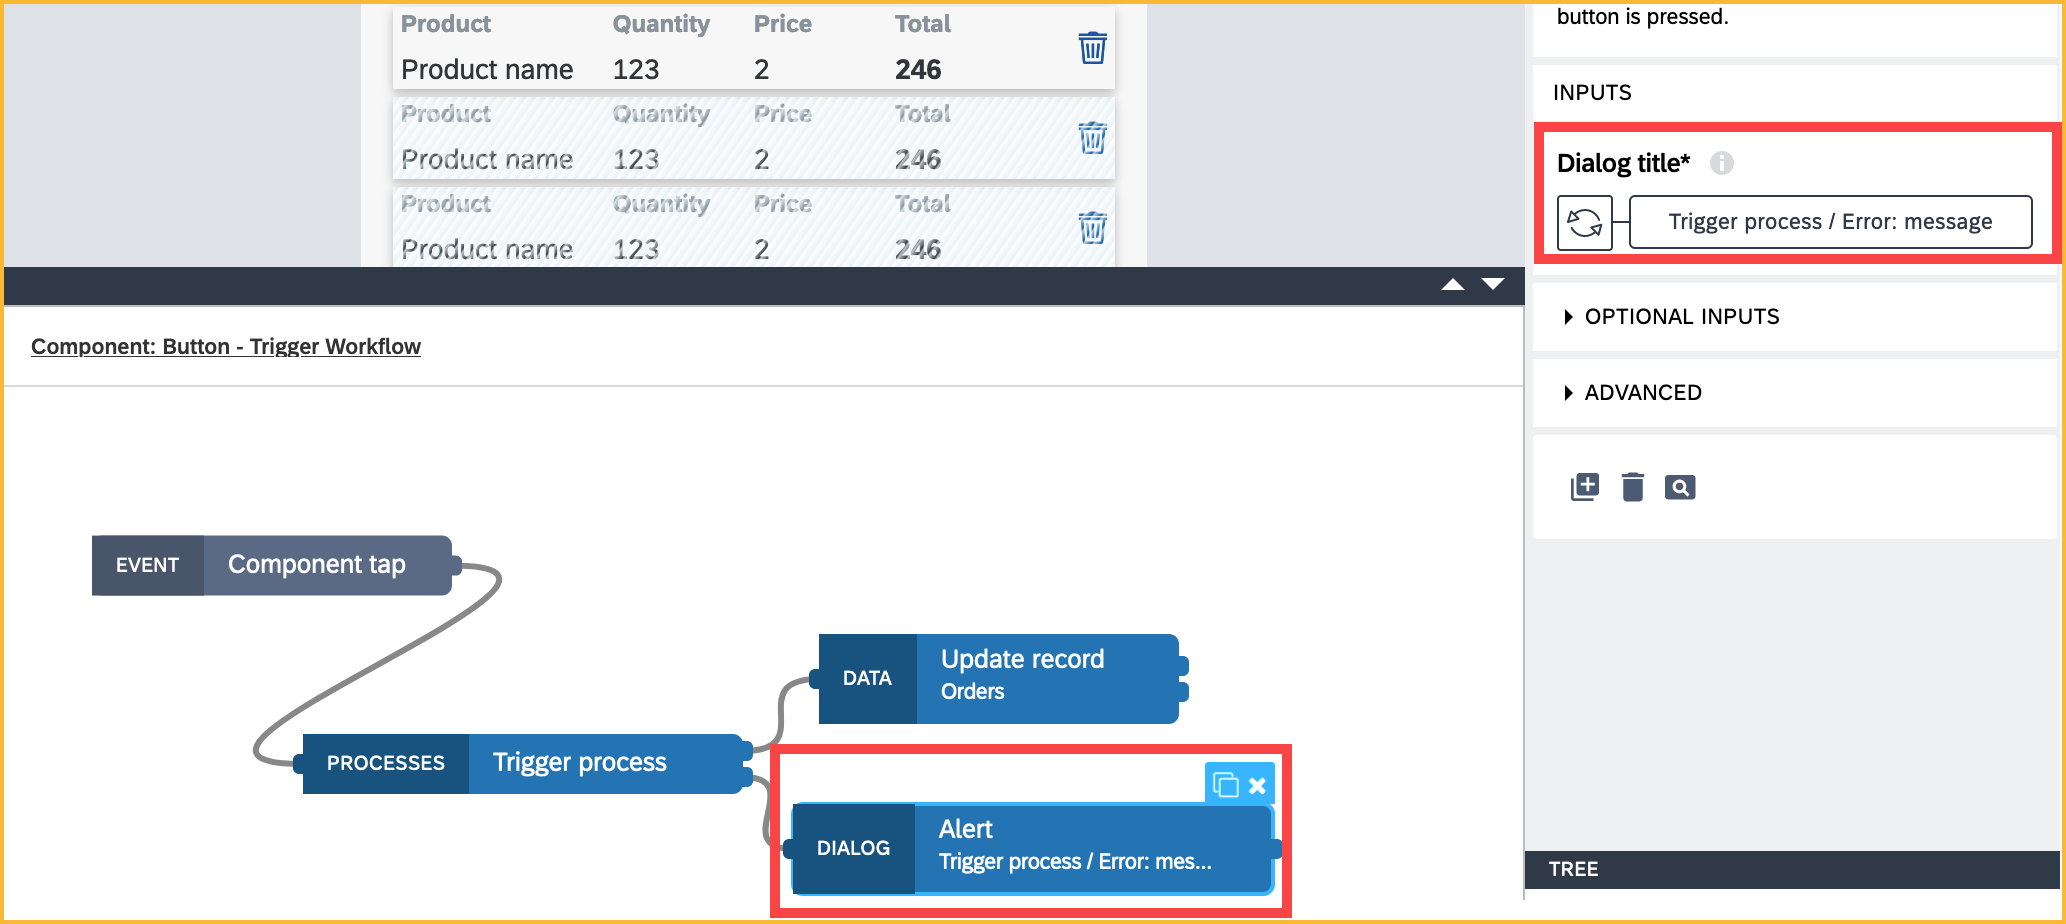 Product Quantity Price Total
Product name 123 2 246
Product Quantity Price Total
Product name 123 2 246
Product Quantity Price Total
Product name 123 2 246
Component: Button - Trigger Workflow
EVENT Component tap
PROCESSES Trigger process
DATA Update record
Orders
DIALOG Alert
Trigger process / Error: mes...
button is pressed.
INPUTS
Dialog title*
Trigger process / Error: message
OPTIONAL INPUTS
ADVANCED
TREE